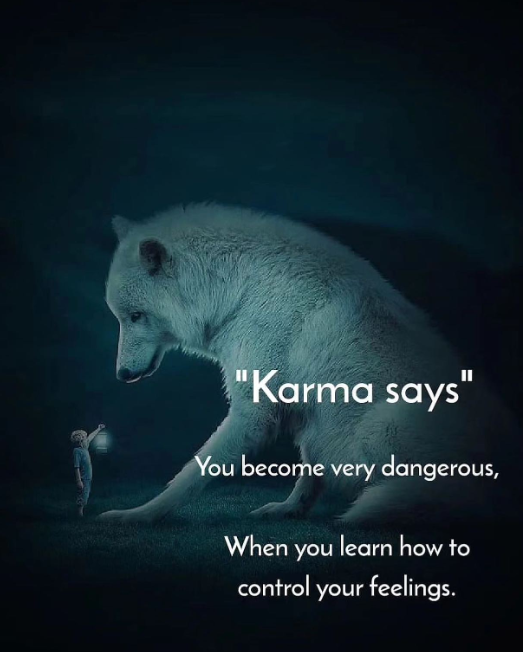 "Karma says"
You become very dangerous,
When you learn how to
control your feelings.